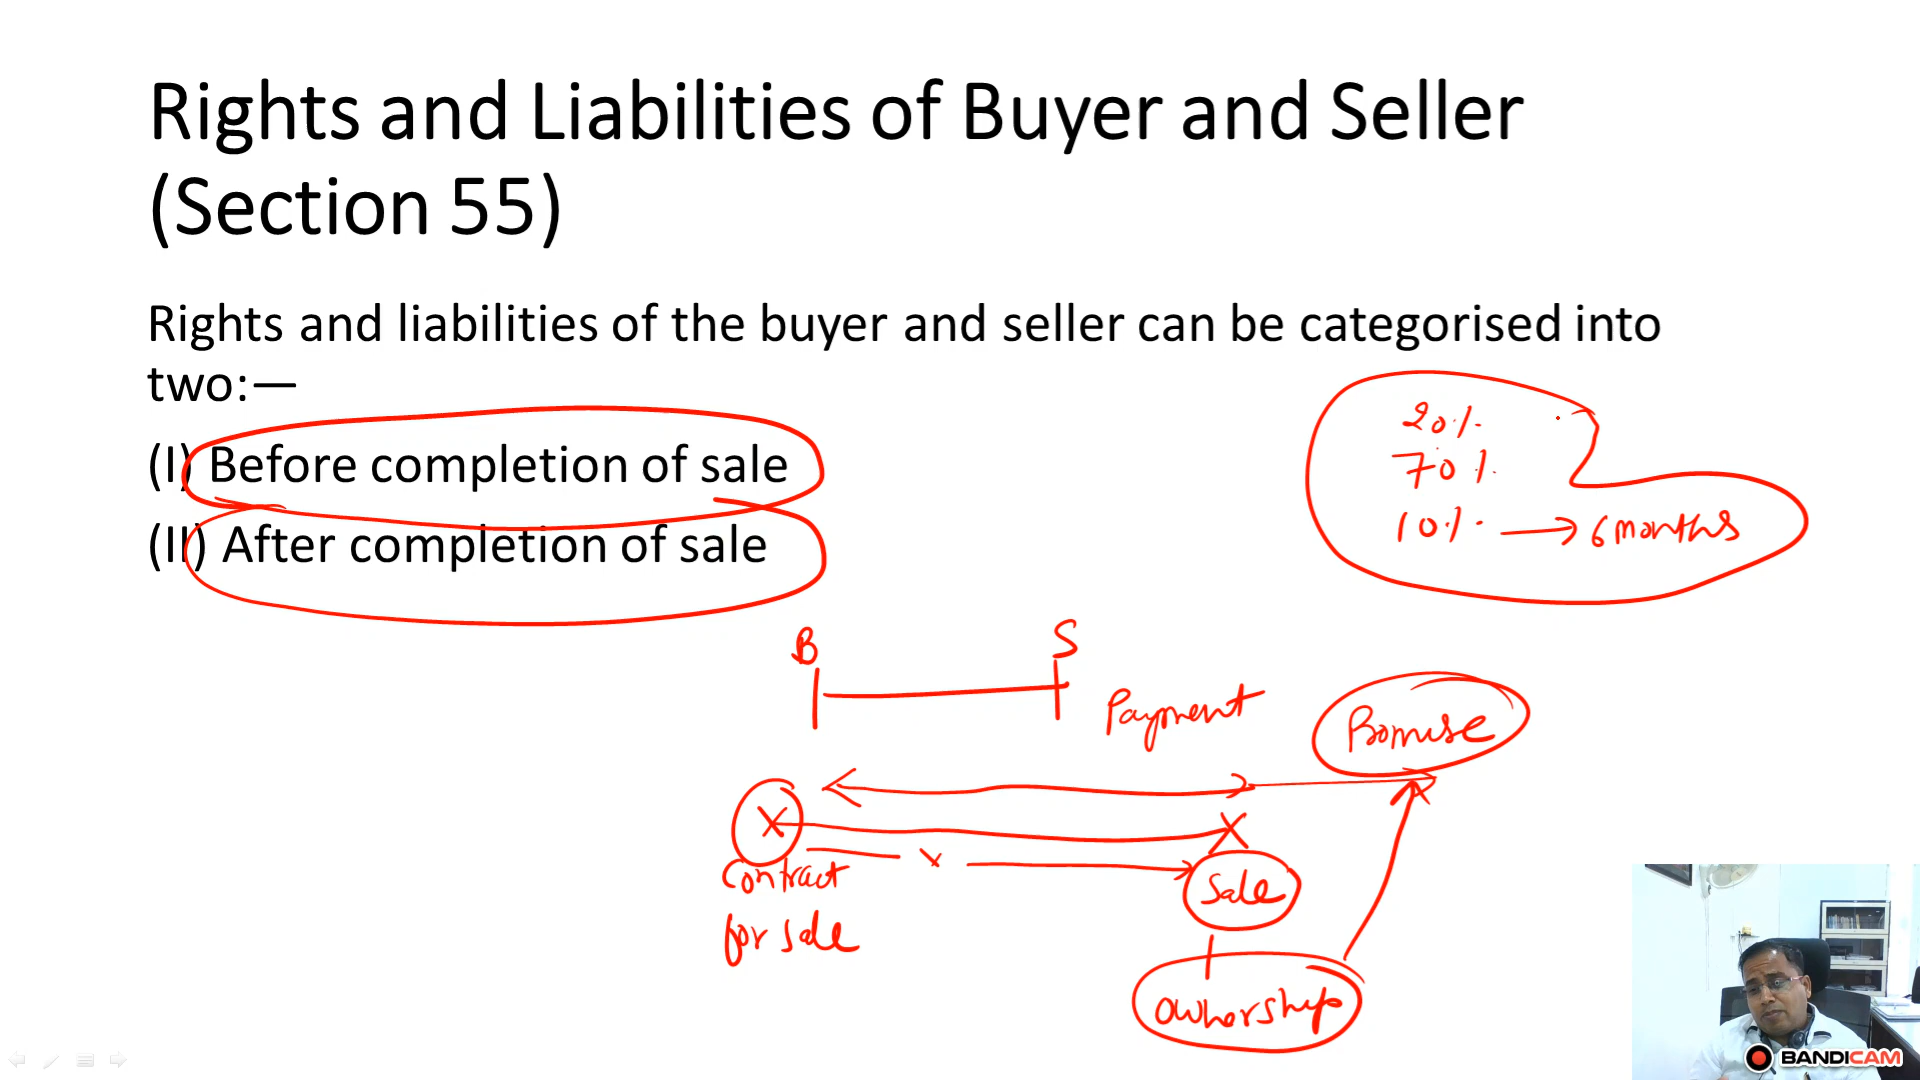 Rights and Liabilities of Buyer and Seller
(Section 55)
Rights and liabilities of the buyer and seller can be categorised into
two:—
(I) Before completion of sale
(II) After completion of sale
20%
70%
10% → 6 months
B S
Payment
Promise
X X
x
Contract
for sale
Sale
ownership
BANDICAM